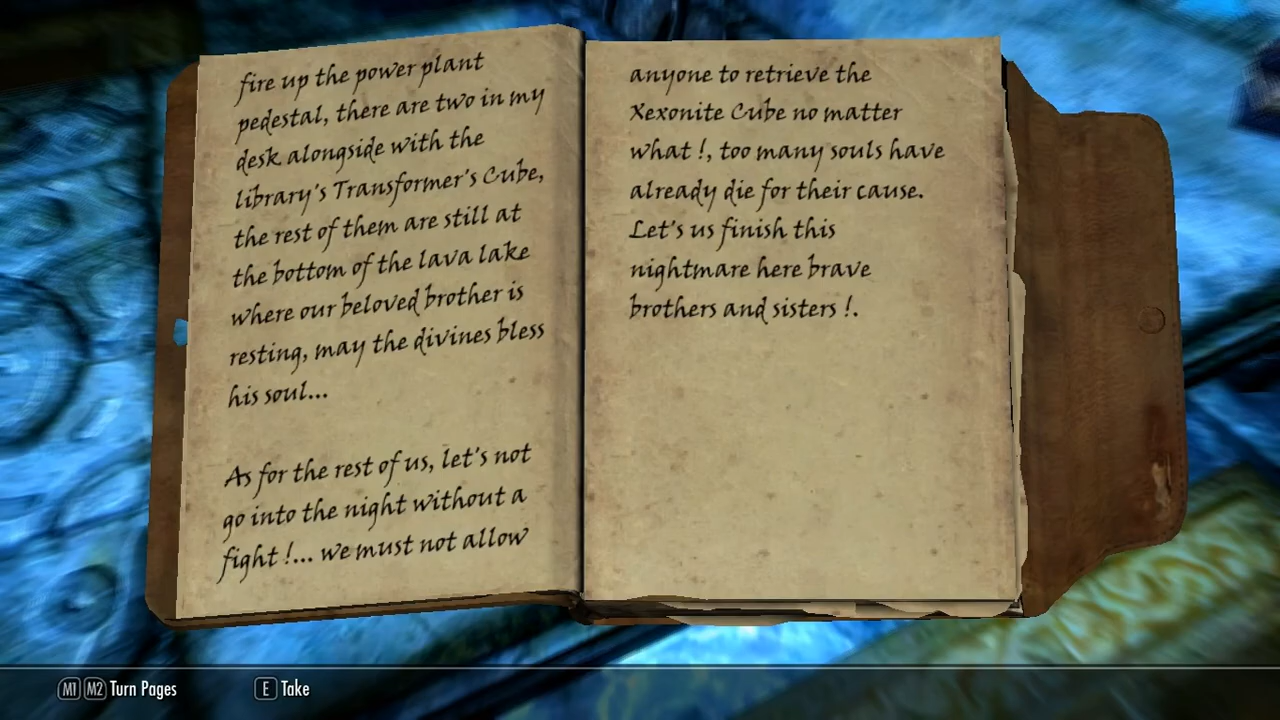 fire up the power plant
pedestal, there are two in my
desk alongside with the
library's Transformer's Cube,
the rest of them are still at
the bottom of the lava lake
where our beloved brother is
resting, may the divines bless
his soul...
As for the rest of us, let's not
go into the night without a
fight !... we must not allow
anyone to retrieve the
Xexonite Cube no matter
what !, too many souls have
already die for their cause.
Let's us finish this
nightmare here brave
brothers and sisters !.
M1 M2 Turn Pages
E Take